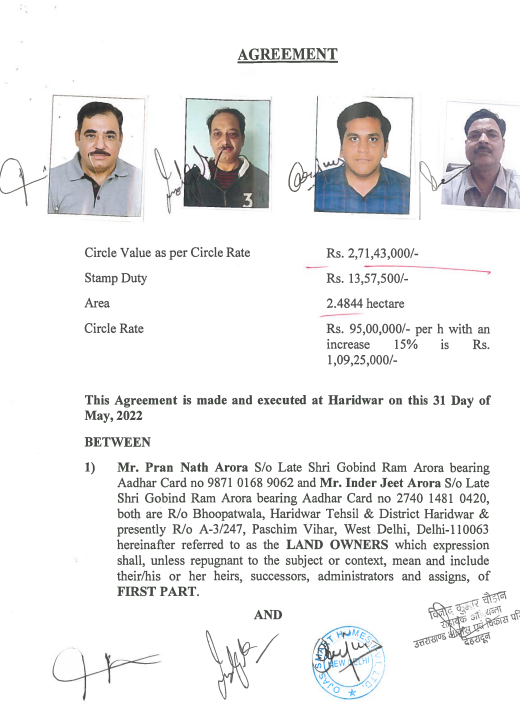 AGREEMENT
3
Circle Value as per Circle Rate Rs. 2,71,43,000/-
Stamp Duty Rs. 13,57,500/-
Area 2.4844 hectare
Circle Rate Rs. 95,00,000/- per h with an
increase 15% is Rs.
1,09,25,000/-
This Agreement is made and executed at Haridwar on this 31 Day of
May, 2022
BETWEEN
1) Mr. Pran Nath Arora S/o Late Shri Gobind Ram Arora bearing
Aadhar Card no 9871 0168 9062 and Mr. Inder Jeet Arora S/o Late
Shri Gobind Ram Arora bearing Aadhar Card no 2740 1481 0420,
both are R/o Bhoopatwala, Haridwar Tehsil & District Haridwar &
presently R/o A-3/247, Paschim Vihar, West Delhi, Delhi-110063
hereinafter referred to as the LAND OWNERS which expression
shall, unless repugnant to the subject or context, mean and include
their/his or her heirs, successors, administrators and assigns, of
FIRST PART.
AND
विनोद कुमार चौहान
उत्तराखण्ड आवास एवं विकास
देहरादून
NEW DELHI